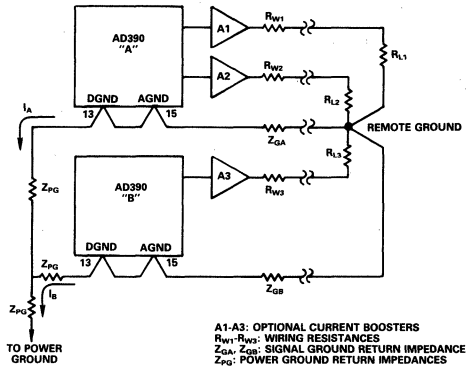 AD390
"A"
A1
RW1
RL1
A2
RW2
RL2
DGND
AGND
13
15
IA
ZGA
REMOTE GROUND
RL3
ZPG
AD390
"B"
A3
RW3
DGND
AGND
13
15
ZPG
IB
ZGB
ZPG
TO POWER
GROUND
A1-A3: OPTIONAL CURRENT BOOSTERS
RW1-RW3: WIRING RESISTANCES
ZGA, ZGB: SIGNAL GROUND RETURN IMPEDANCE
ZPG: POWER GROUND RETURN IMPEDANCES